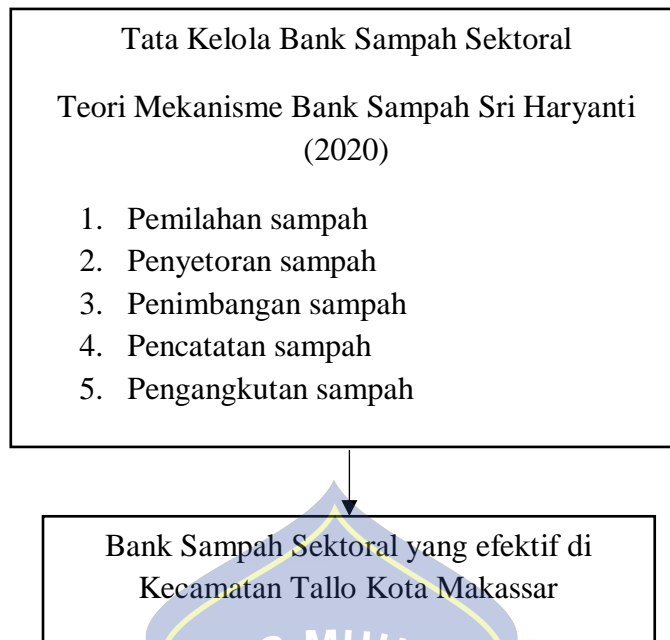 Tata Kelola Bank Sampah Sektoral
Teori Mekanisme Bank Sampah Sri Haryanti
(2020)
1. Pemilahan sampah
2. Penyetoran sampah
3. Penimbangan sampah
4. Pencatatan sampah
5. Pengangkutan sampah
Bank Sampah Sektoral yang efektif di
Kecamatan Tallo Kota Makassar